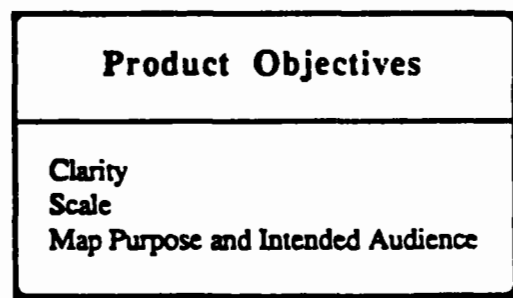 Product Objectives
Clarity
Scale
Map Purpose and Intended Audience